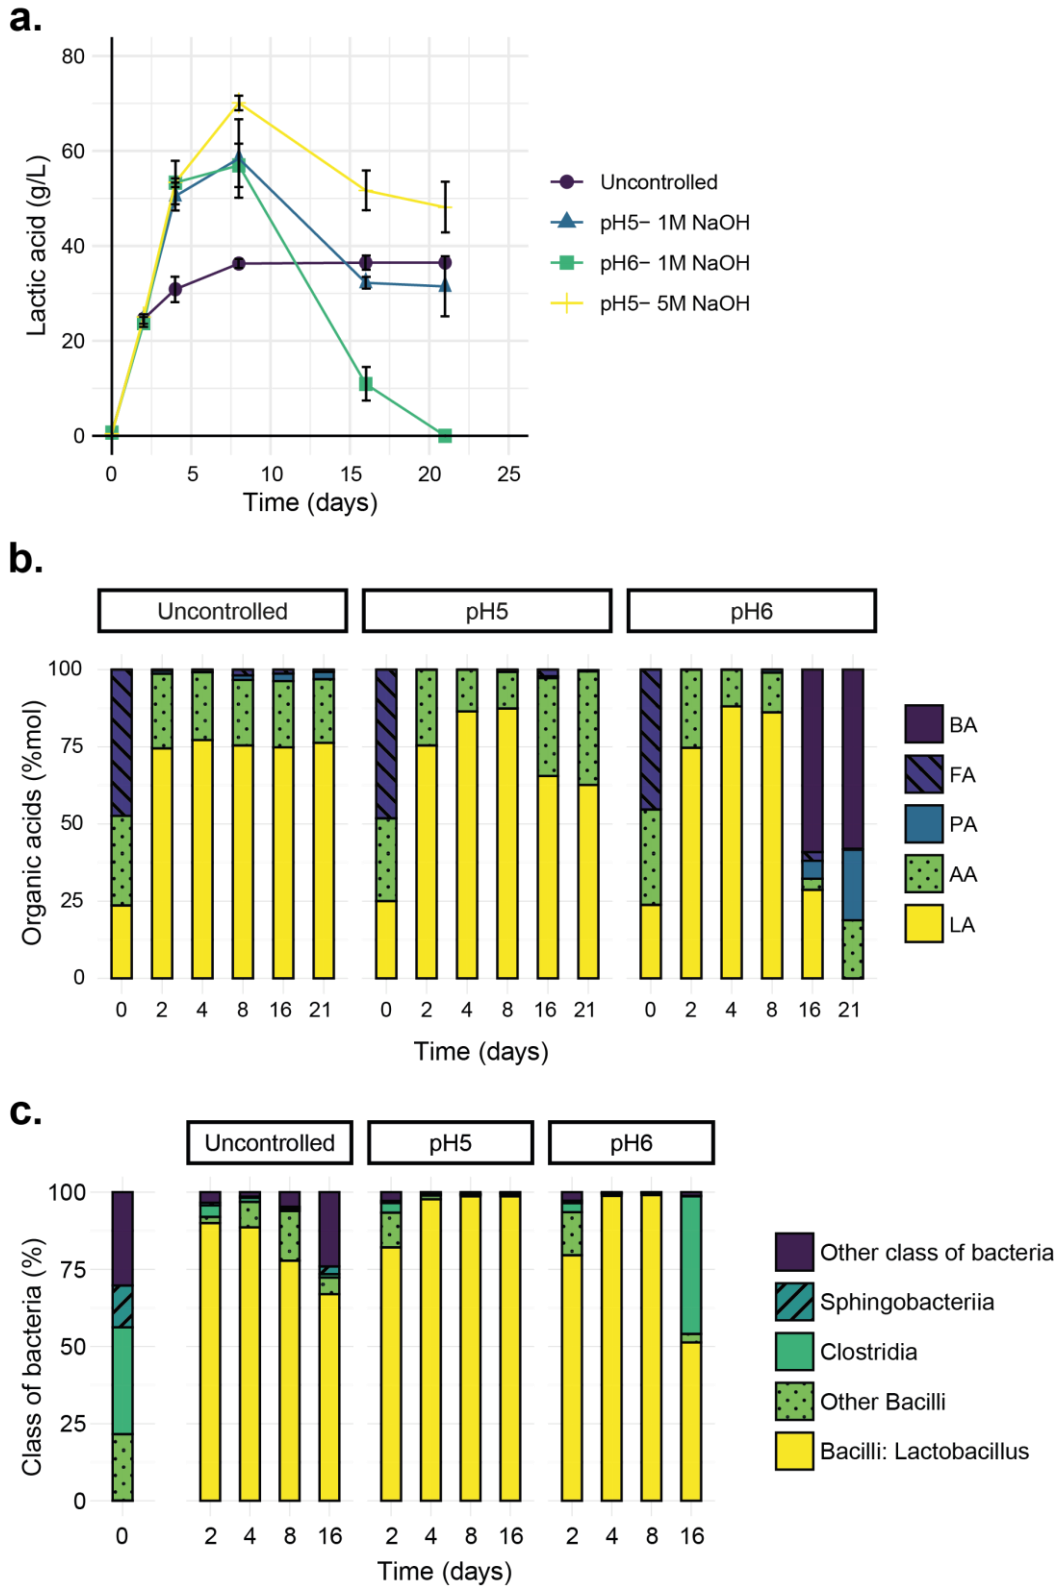 a.
80
60
40
20
0
Lactic acid (g/L)
0 5 10 15 20 25
Time (days)
Uncontrolled
pH5− 1M NaOH
pH6− 1M NaOH
pH5− 5M NaOH
b.
Uncontrolled pH5 pH6
100
75
50
25
0
Organic acids (%mol)
0 2 4 8 16 21 0 2 4 8 16 21 0 2 4 8 16 21
Time (days)
BA
FA
PA
AA
LA
c.
Uncontrolled pH5 pH6
100
75
50
25
0
Class of bacteria (%)
0 2 4 8 16 2 4 8 16 2 4 8 16
Time (days)
Other class of bacteria
Sphingobacteriia
Clostridia
Other Bacilli
Bacilli: Lactobacillus